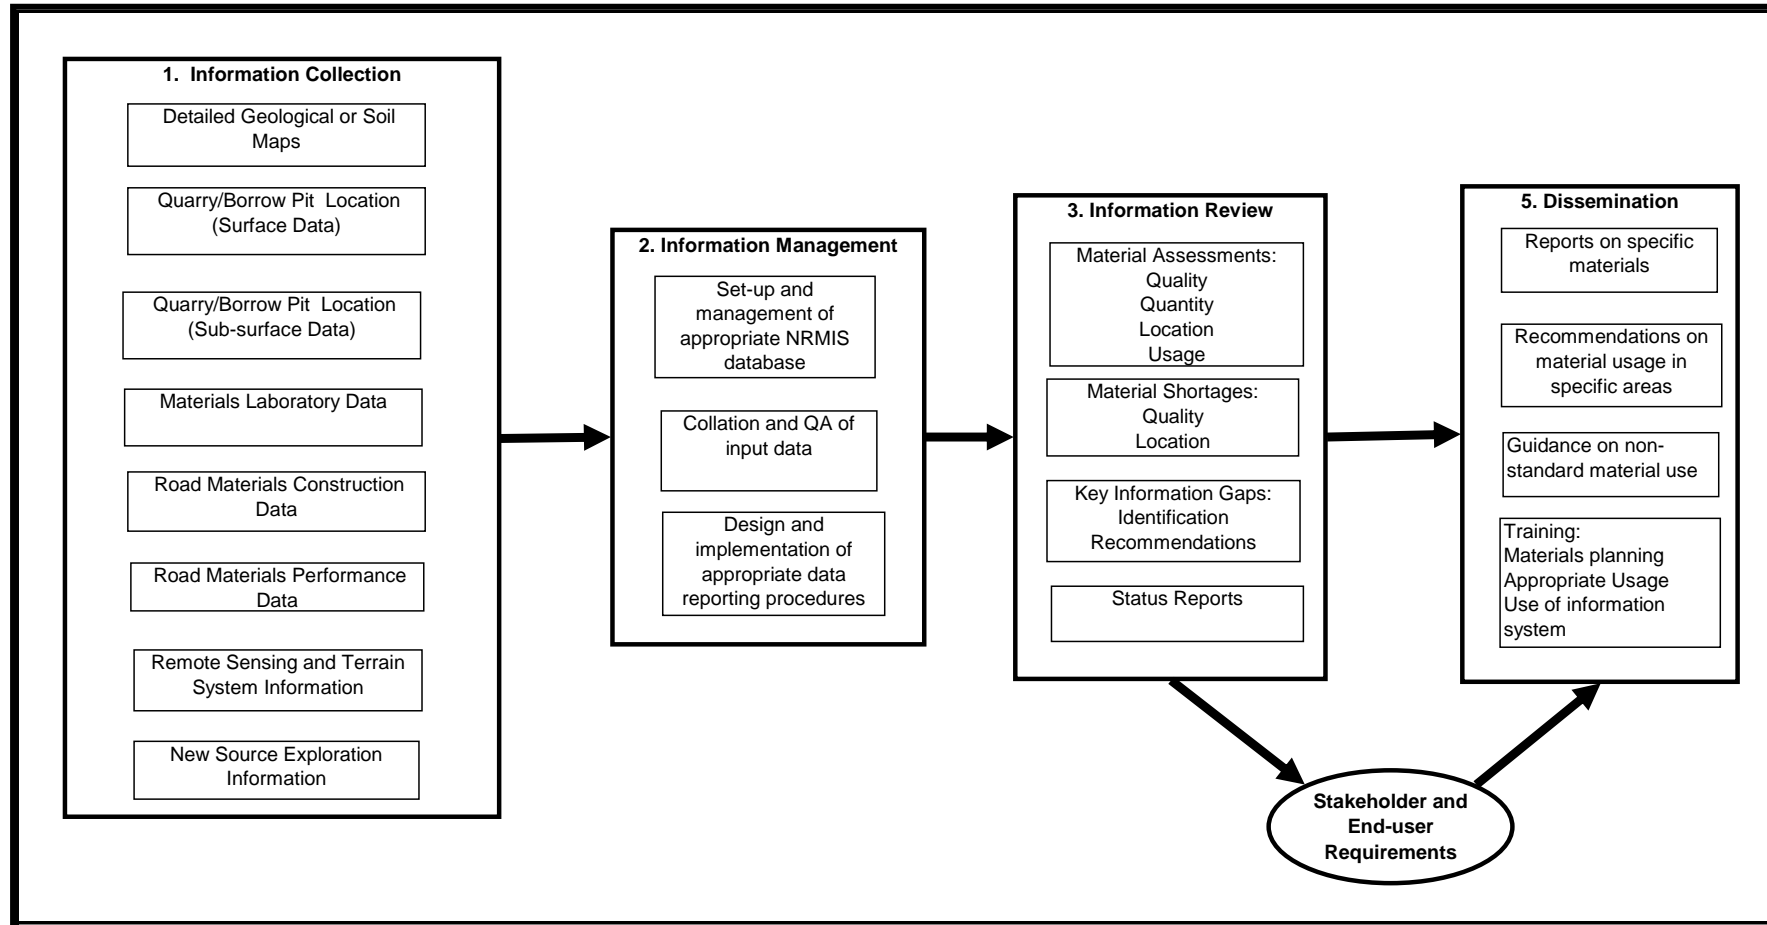 1. Information Collection
Detailed Geological or Soil
Maps
Quarry/Borrow Pit Location
(Surface Data)
Quarry/Borrow Pit Location
(Sub-surface Data)
Materials Laboratory Data
Road Materials Construction
Data
Road Materials Performance
Data
Remote Sensing and Terrain
System Information
New Source Exploration
Information
2. Information Management
Set-up and
management of
appropriate NRMIS
database
Collation and QA of
input data
Design and
implementation of
appropriate data
reporting procedures
3. Information Review
Material Assessments:
Quality
Quantity
Location
Usage
Material Shortages:
Quality
Location
Key Information Gaps:
Identification
Recommendations
Status Reports
Stakeholder and
End-user
Requirements
5. Dissemination
Reports on specific
materials
Recommendations on
material usage in
specific areas
Guidance on non-
standard material use
Training:
Materials planning
Appropriate Usage
Use of information
system